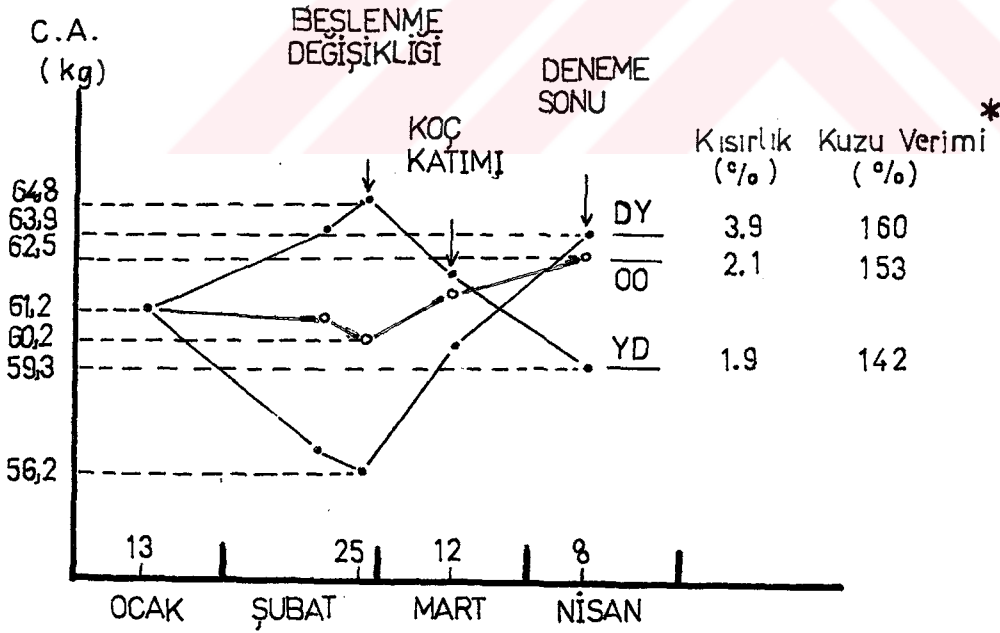 C.A.
(kg)
BESLENME
DEĞİŞİKLİĞİ
KOÇ
KATIMI
DENEME
SONU
Kısırlık Kuzu Verimi *
(%) (%)
64,8
63,9
62,5
61,2
60,2
59,3
56,2
DY 3.9 160
OO 2.1 153
YD 1.9 142
13 25 12 8
OCAK ŞUBAT MART NİSAN